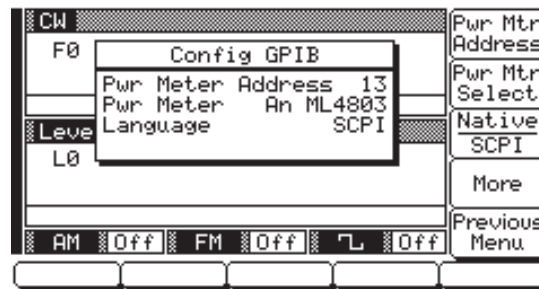 CW
F0
Config GPIB
Pwr Meter Address 13
Pwr Meter An ML4803
Language SCPI
Leve
L0
AM Off FM Off Off
Pwr Mtr
Address
Pwr Mtr
Select
Native
SCPI
More
Previous
Menu